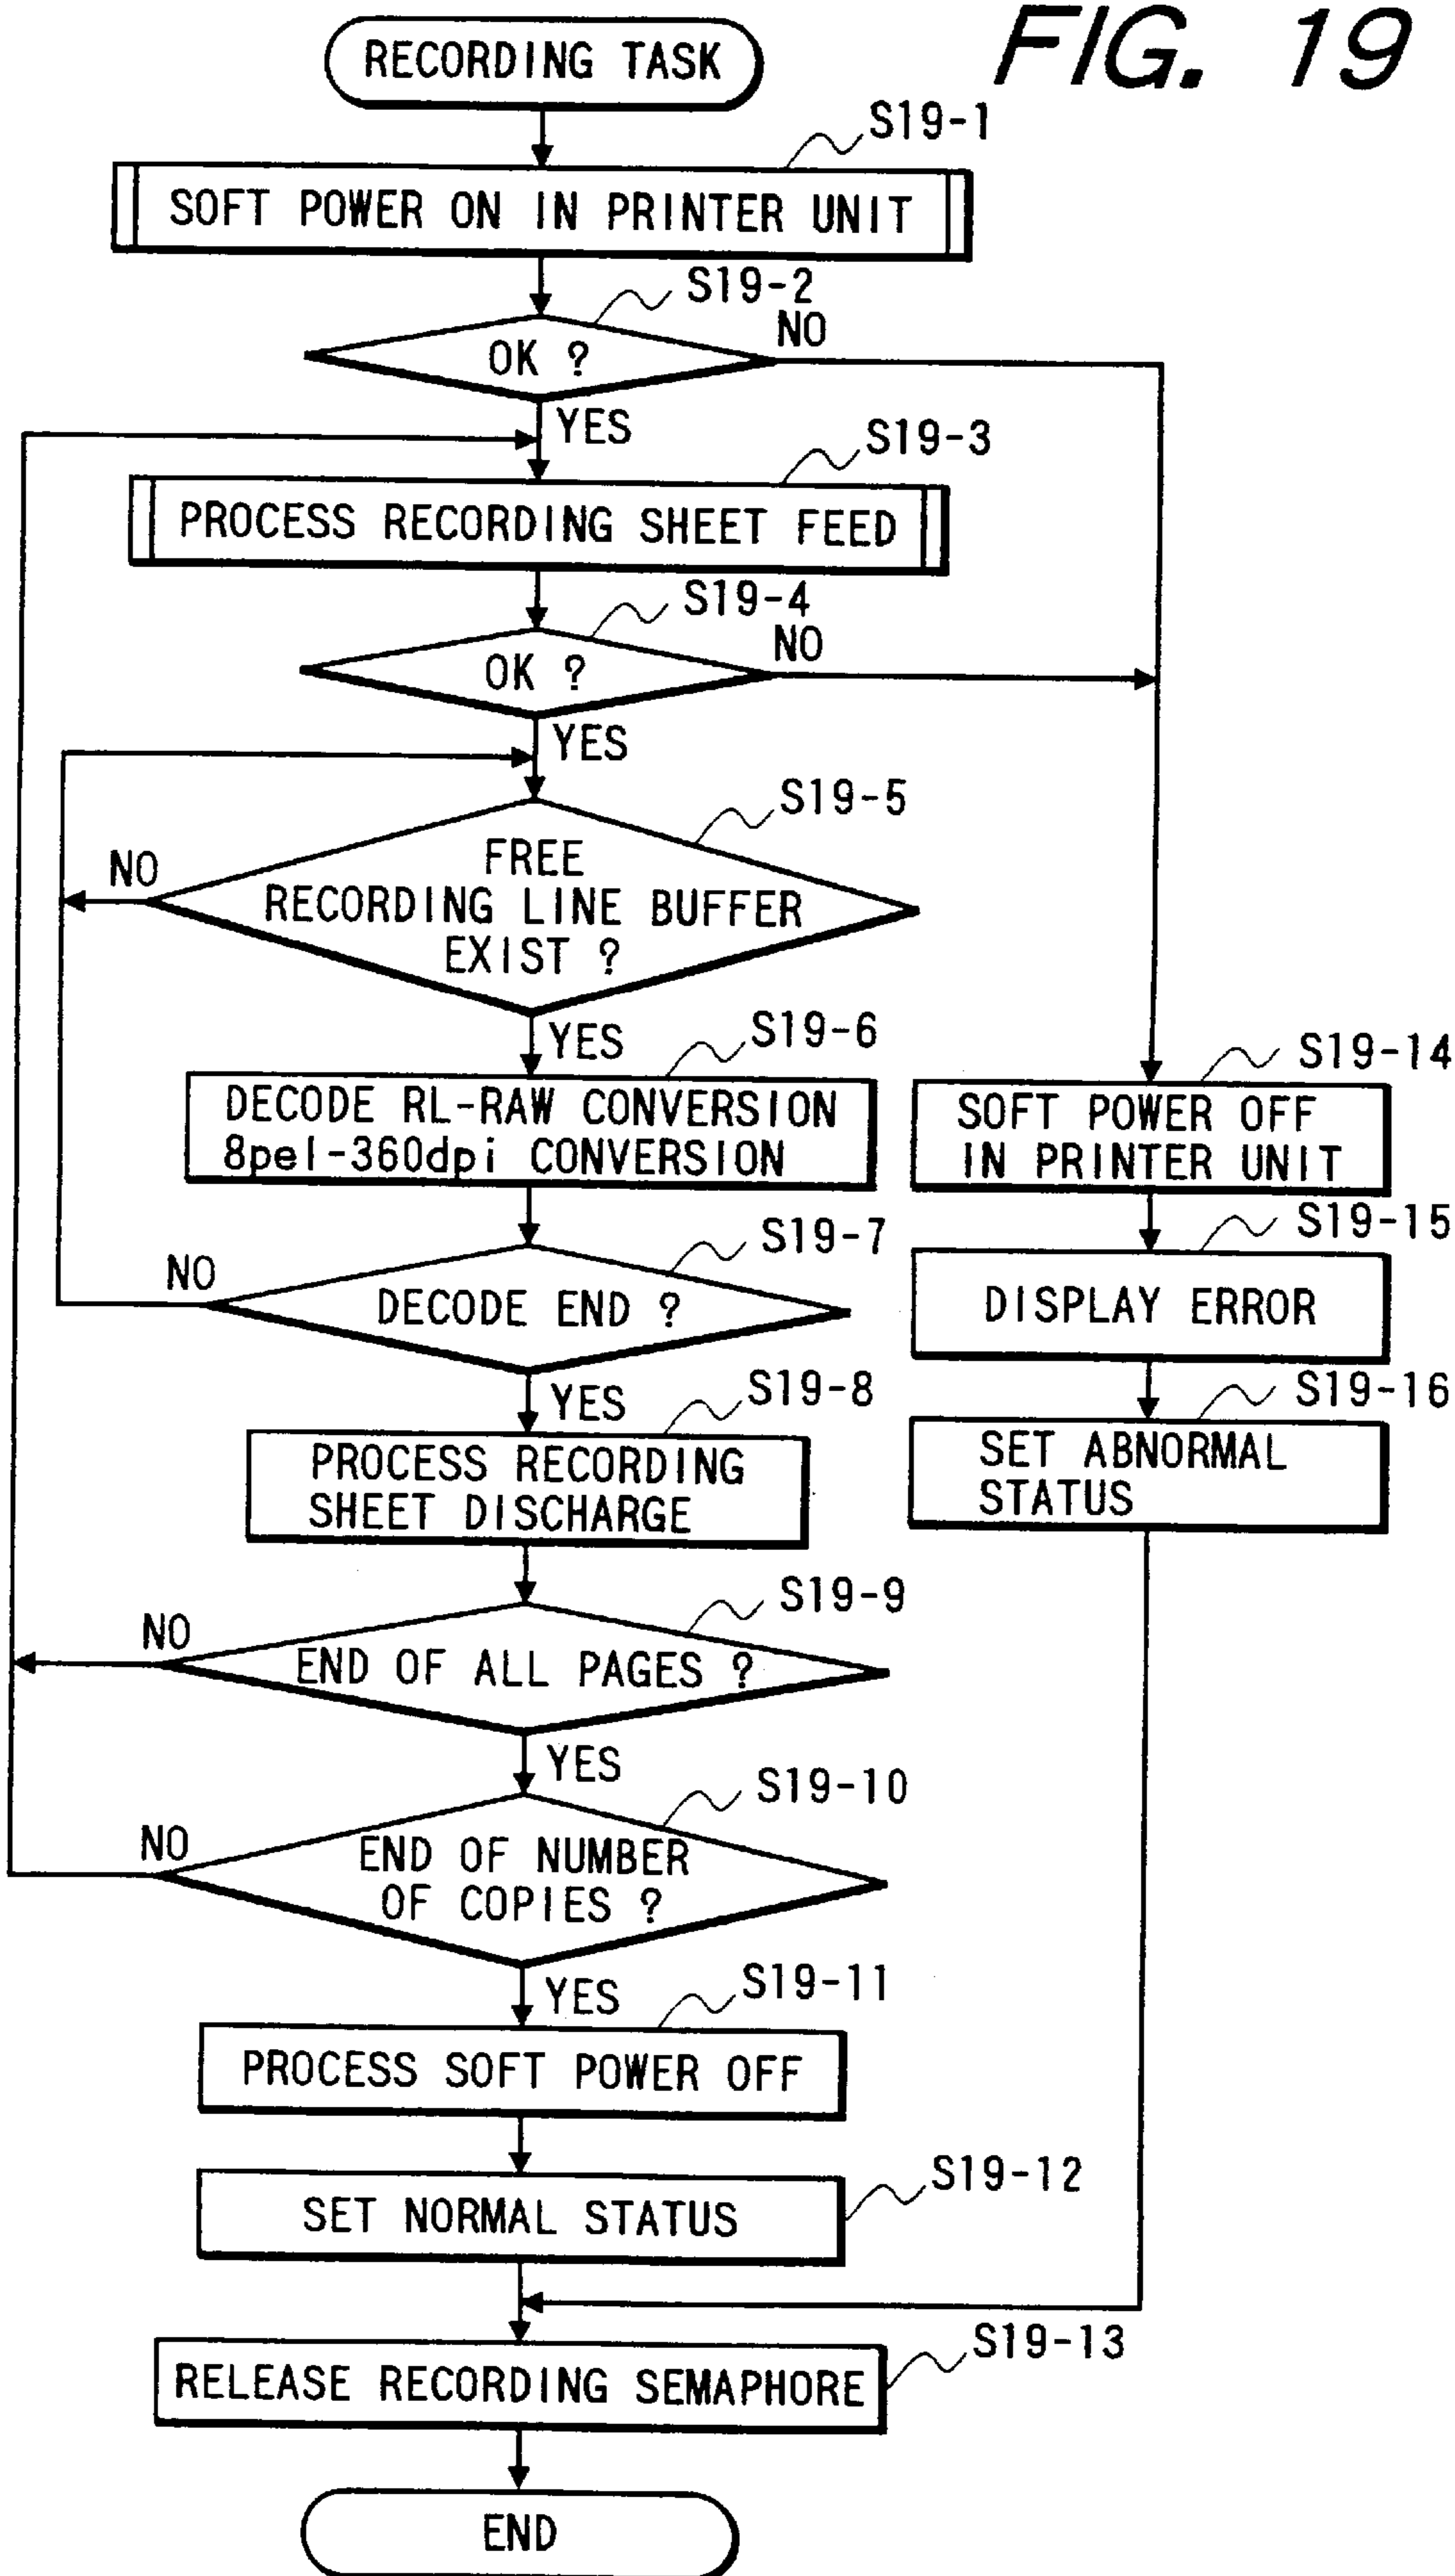 FIG. 19
RECORDING TASK
S19-1
SOFT POWER ON IN PRINTER UNIT
S19-2
OK ?
NO
YES
S19-3
PROCESS RECORDING SHEET FEED
S19-4
OK ?
NO
YES
S19-5
FREE
RECORDING LINE BUFFER
EXIST ?
NO
YES
S19-6
DECODE RL-RAW CONVERSION
8pel-360dpi CONVERSION
S19-7
DECODE END ?
NO
YES
S19-8
PROCESS RECORDING
SHEET DISCHARGE
S19-9
END OF ALL PAGES ?
NO
YES
S19-10
END OF NUMBER
OF COPIES ?
NO
YES
S19-11
PROCESS SOFT POWER OFF
S19-12
SET NORMAL STATUS
S19-13
RELEASE RECORDING SEMAPHORE
END
S19-14
SOFT POWER OFF
IN PRINTER UNIT
S19-15
DISPLAY ERROR
S19-16
SET ABNORMAL
STATUS